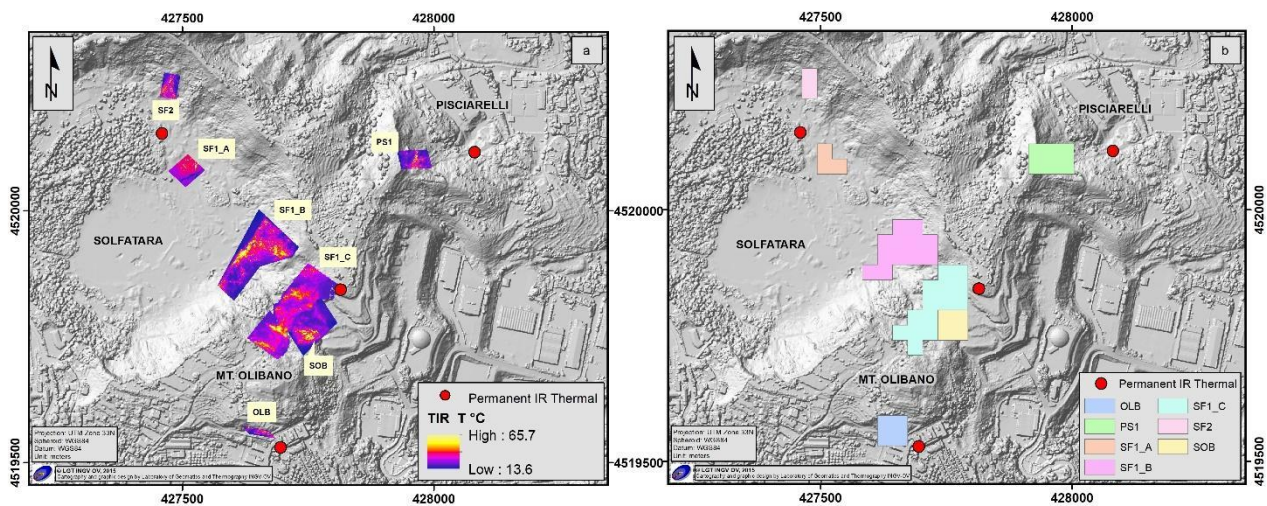 427500
428000
427500
428000
N
a
N
b
SF2
PISCIARELLI
PISCIARELLI
SF1_A
PS1
4520000
SF1_B
4520000
4520000
SOLFATARA
SOLFATARA
SF1_C
SOB
MT. OLIBANO
MT. OLIBANO
OLB
Permanent IR Thermal
TIR T °C
High : 65.7
Low : 13.6
Permanent IR Thermal
OLB
SF1_C
PS1
SF2
SF1_A
SOB
SF1_B
Projection: UTM Zone 33N
Spheroid: WGS84
Datum: WGS84
Unit: meters
Projection: UTM Zone 33N
Spheroid: WGS84
Datum: WGS84
Unit: meters
4519500
4519500
4519500
© LGT INGV OV, 2015
Cartography and graphic design by Laboratory of Geomatics and Thermography INGV-OV
© LGT INGV OV, 2015
Cartography and graphic design by Laboratory of Geomatics and Thermography INGV-OV
427500
428000
427500
428000